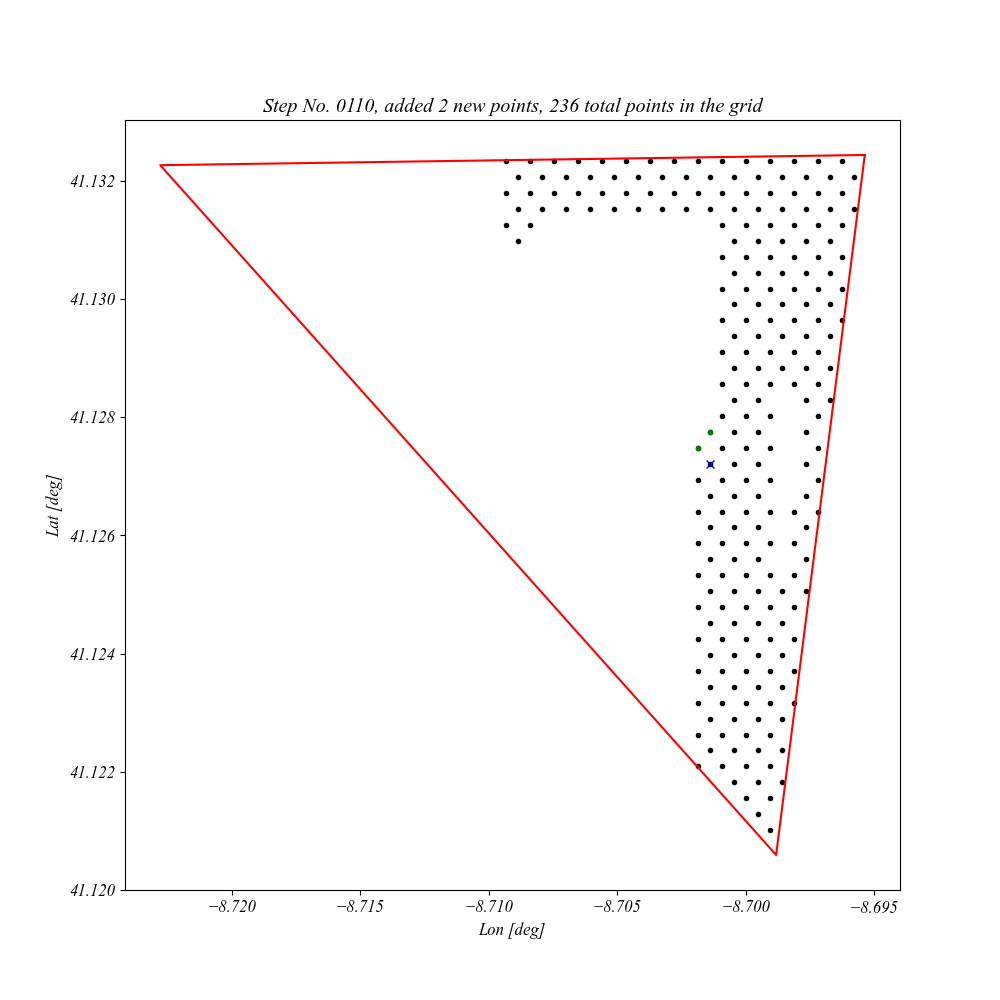 Step No. 0110, added 2 new points, 236 total points in the grid
41.132
41.130
41.128
41.126
41.124
41.122
41.120
Lat [deg]
−8.720 −8.715 −8.710 −8.705 −8.700 −8.695
Lon [deg]